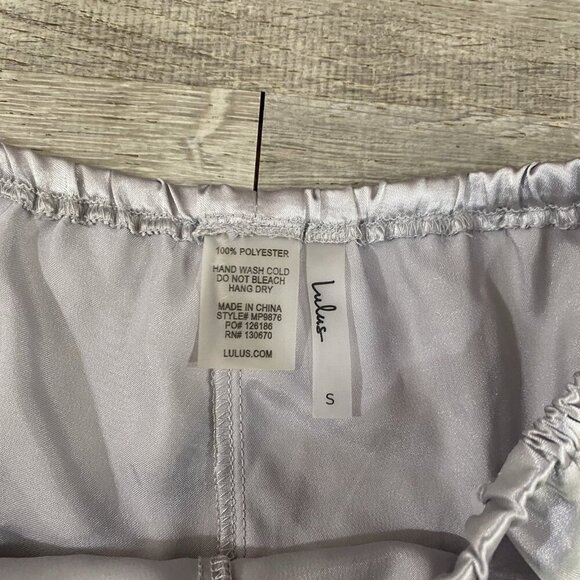 100% POLYESTER
HAND WASH COLD
DO NOT BLEACH
HANG DRY
MADE IN CHINA
STYLE# MP9876
PO# 126186
RN# 130670
LULUS.COM
Lulus
S